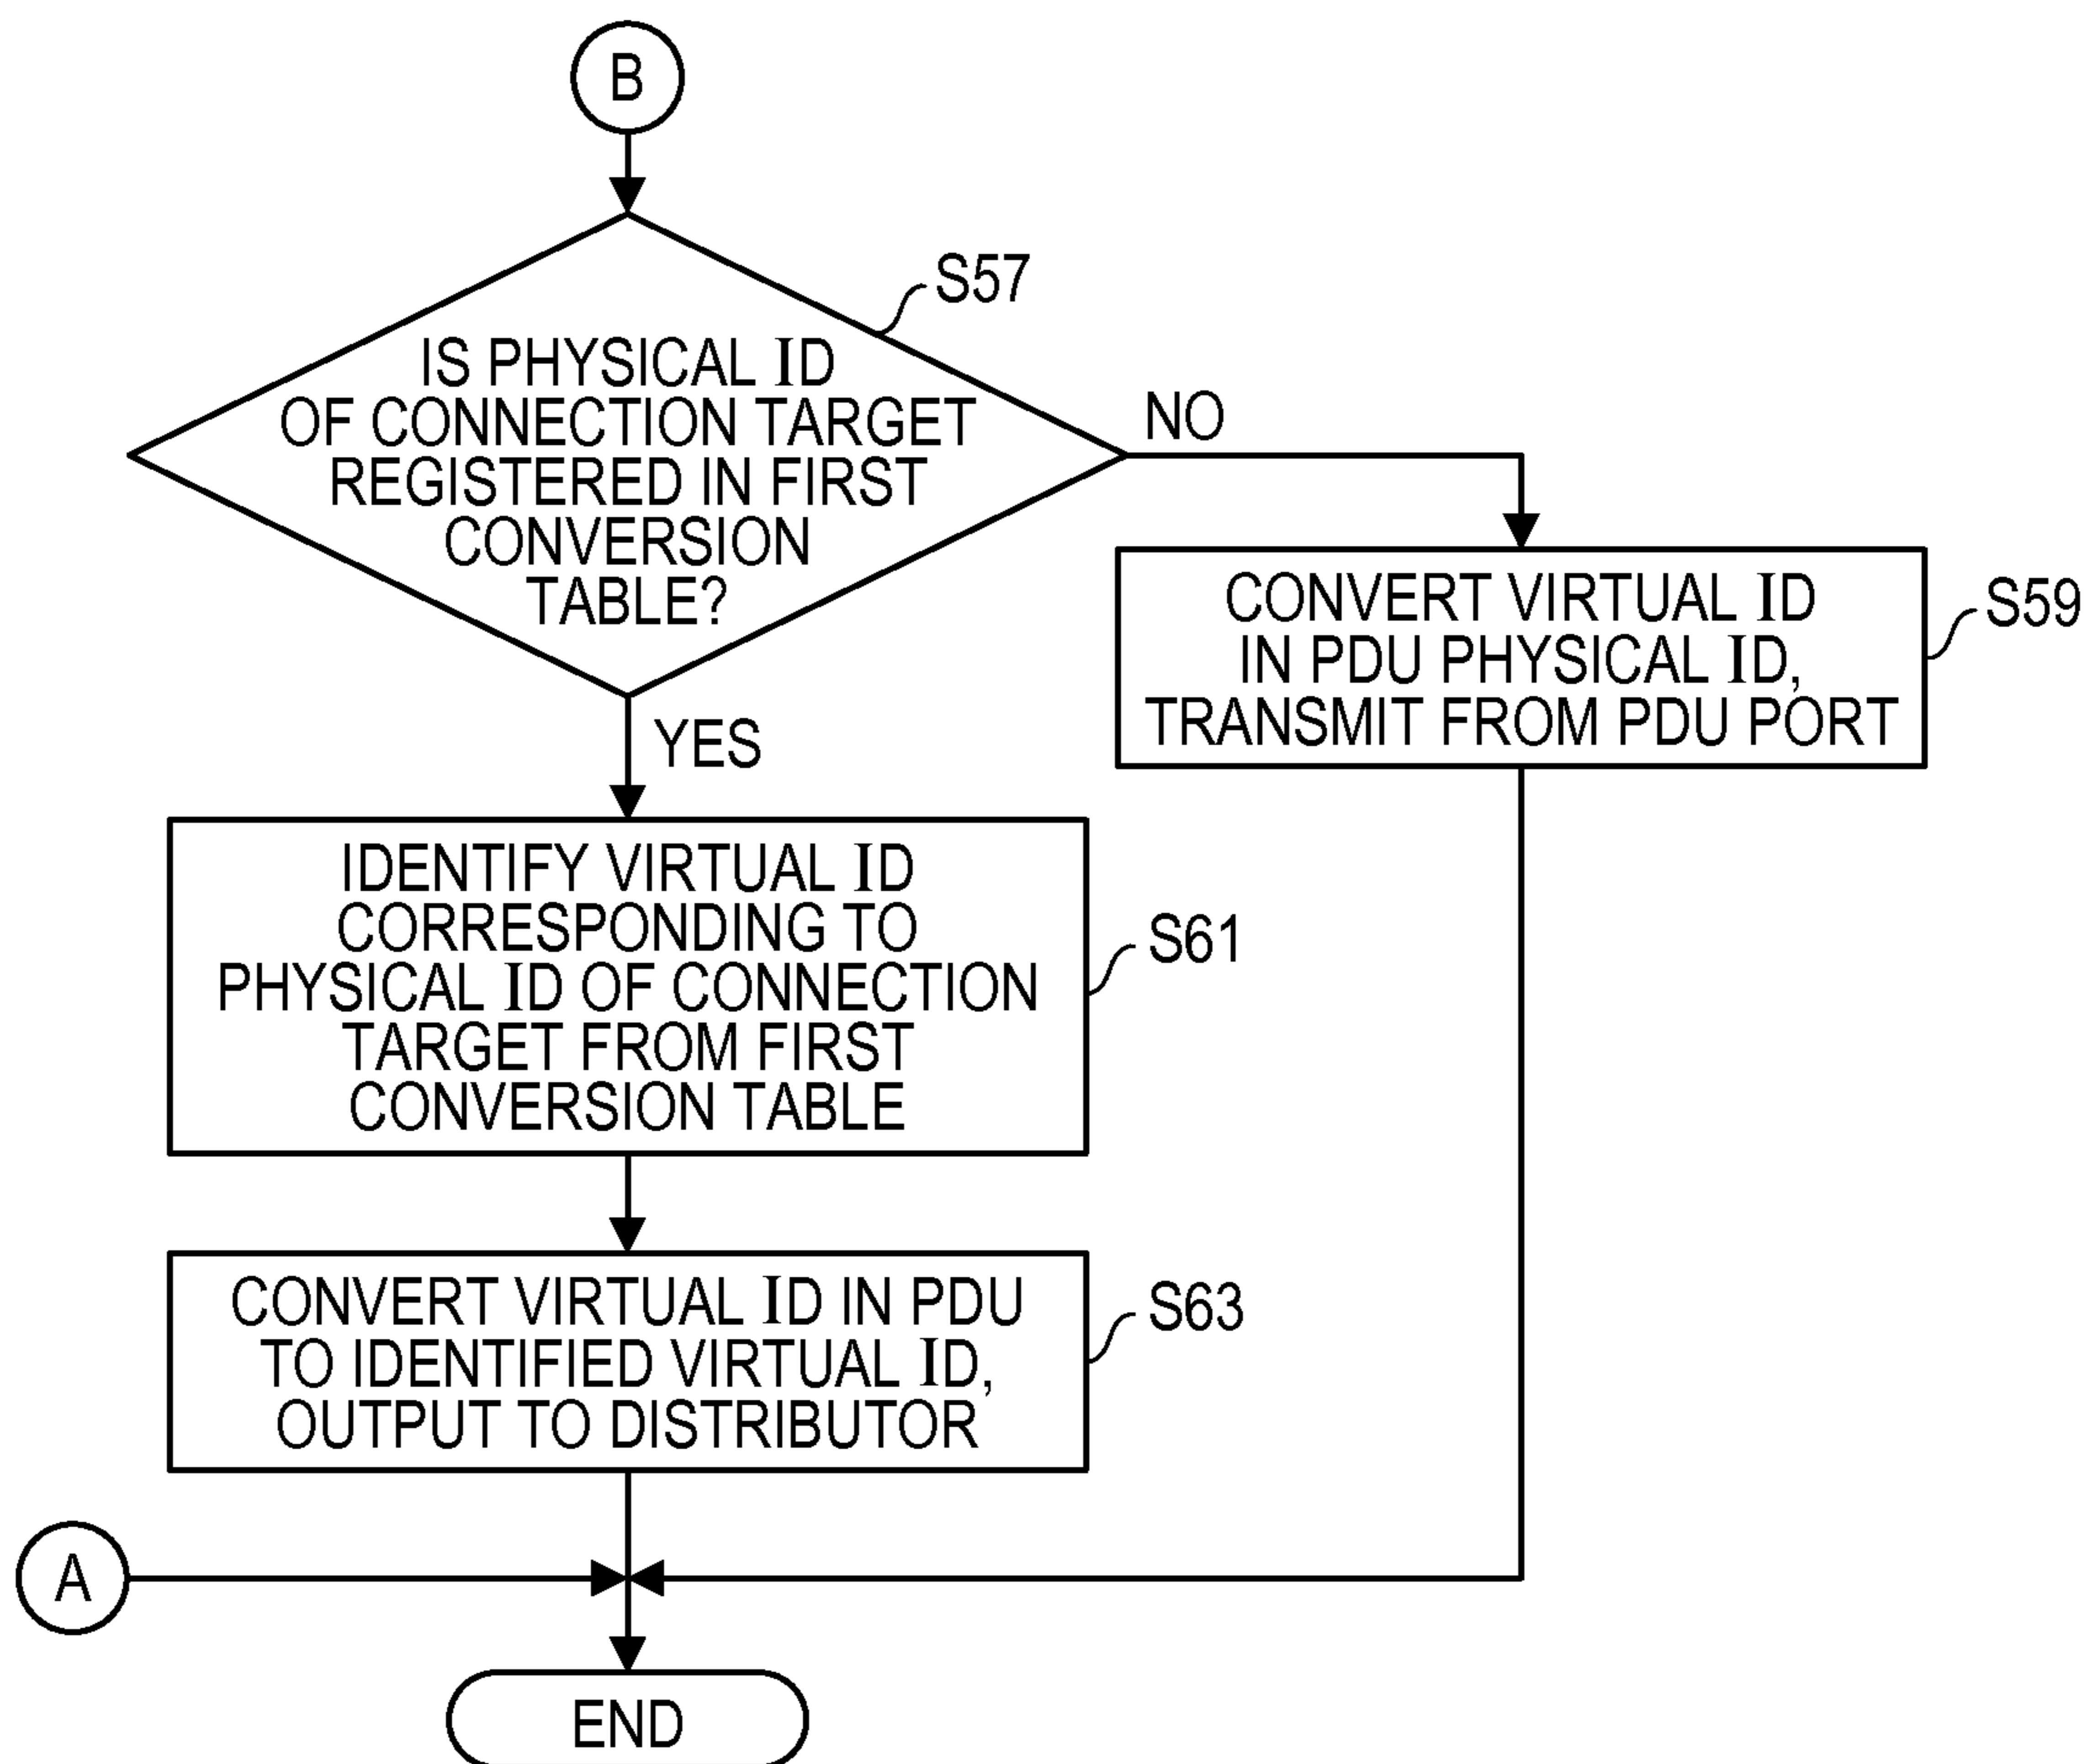 B
S57
IS PHYSICAL ID
OF CONNECTION TARGET
REGISTERED IN FIRST
CONVERSION
TABLE?
NO
YES
CONVERT VIRTUAL ID
IN PDU PHYSICAL ID,
TRANSMIT FROM PDU PORT
S59
IDENTIFY VIRTUAL ID
CORRESPONDING TO
PHYSICAL ID OF CONNECTION
TARGET FROM FIRST
CONVERSION TABLE
S61
CONVERT VIRTUAL ID IN PDU
TO IDENTIFIED VIRTUAL ID,
OUTPUT TO DISTRIBUTOR
S63
A
END